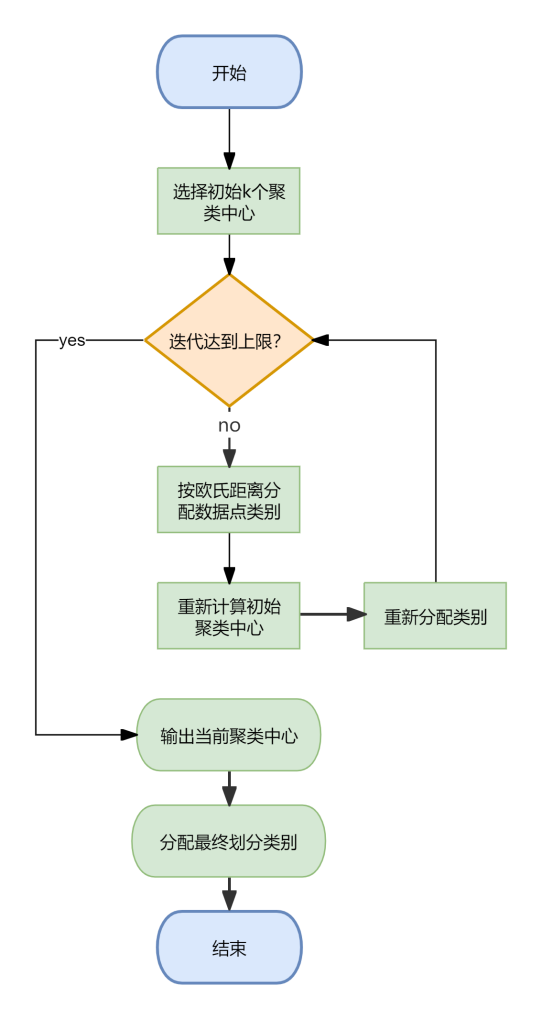 开始
选择初始k个聚
类中心
迭代达到上限?
yes
no
按欧氏距离分
配数据点类别
重新计算初始
聚类中心
重新分配类别
输出当前聚类中心
分配最终划分类别
结束